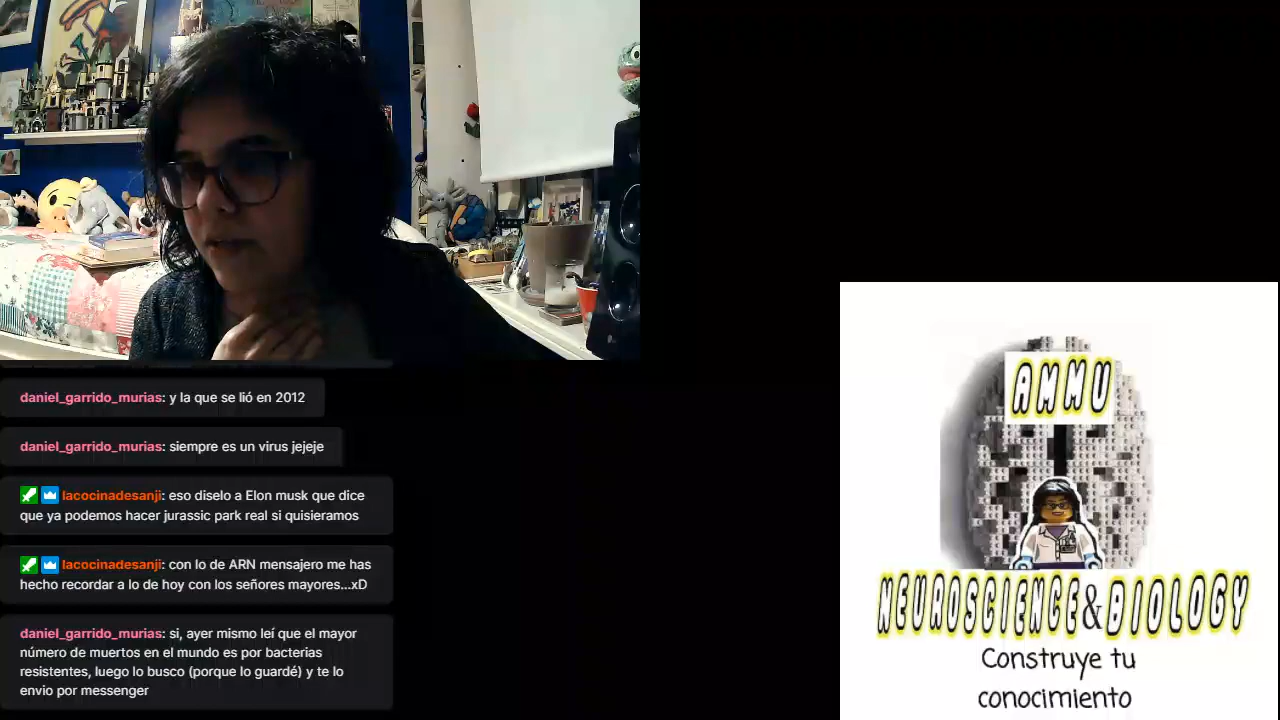 daniel_garrido_murias: y la que se lió en 2012
daniel_garrido_murias: siempre es un virus jejeje
lacocinadesanji: eso diselo a Elon musk que dice
que ya podemos hacer jurassic park real si quisieramos
lacocinadesanji: con lo de ARN mensajero me has
hecho recordar a lo de hoy con los señores mayores...xD
daniel_garrido_murias: si, ayer mismo leí que el mayor
número de muertos en el mundo es por bacterias
resistentes, luego lo busco (porque lo guardé) y te lo
envio por messenger
AMMU
NEUROSCIENCE&BIOLOGY
Construye tu
conocimiento